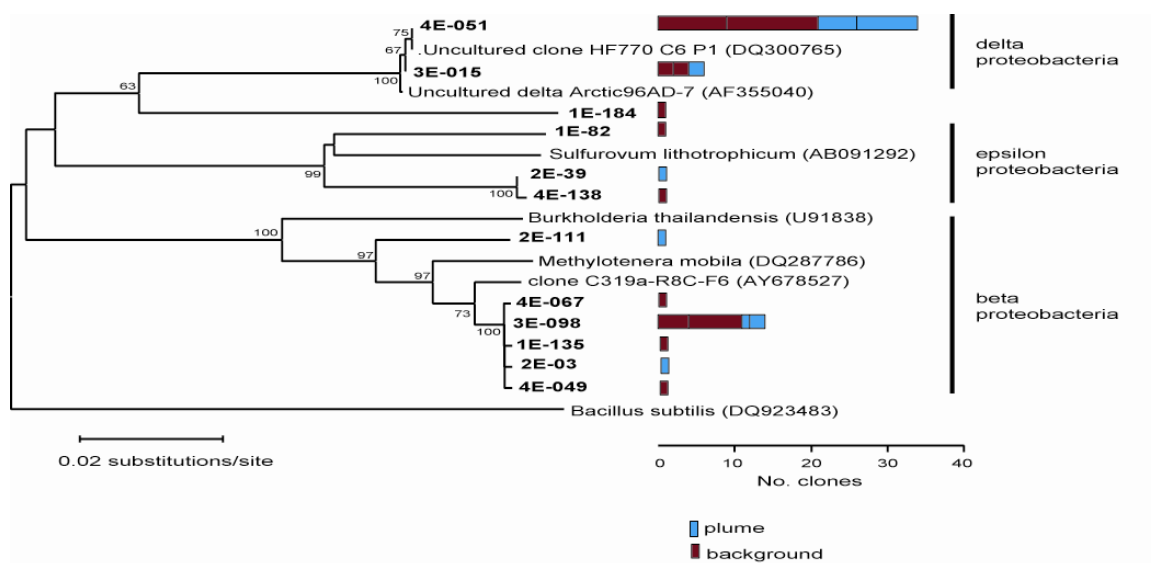 75
4E-051
67
.Uncultured clone HF770 C6 P1 (DQ300765)
delta
proteobacteria
3E-015
100
63
Uncultured delta Arctic96AD-7 (AF355040)
1E-184
1E-82
Sulfurovum lithotrophicum (AB091292)
epsilon
proteobacteria
99
2E-39
100
4E-138
Burkholderia thailandensis (U91838)
100
2E-111
97
Methylotenera mobila (DQ287786)
97
clone C319a-R8C-F6 (AY678527)
4E-067
beta
proteobacteria
73
3E-098
100
1E-135
2E-03
4E-049
Bacillus subtilis (DQ923483)
0.02 substitutions/site
0 10 20 30 40
No. clones
plume
background